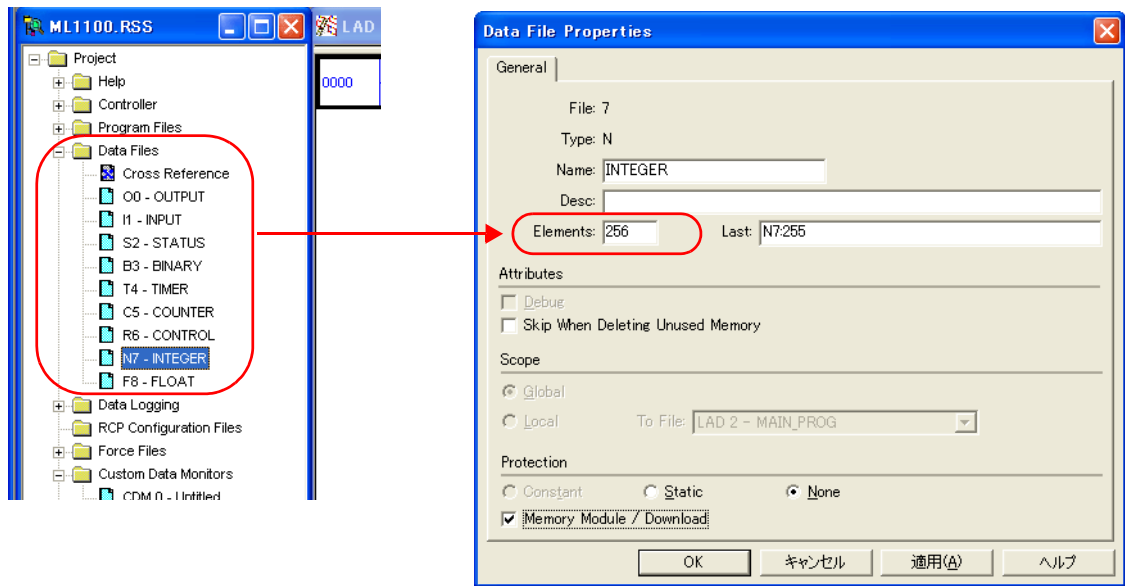 ML1100.RSS
LAD
0000
Project
Help
Controller
Program Files
Data Files
Cross Reference
O0 - OUTPUT
I1 - INPUT
S2 - STATUS
B3 - BINARY
T4 - TIMER
C5 - COUNTER
R6 - CONTROL
N7 - INTEGER
F8 - FLOAT
Data Logging
RCP Configuration Files
Force Files
Custom Data Monitors
CDM 0 - Untitled
Data File Properties
General
File: 7
Type: N
Name: INTEGER
Desc:
Elements: 256 Last: N7:255
Attributes
Debug
Skip When Deleting Unused Memory
Scope
Global
Local To File: LAD 2 - MAIN_PROG
Protection
Constant Static None
Memory Module / Download
OK キャンセル 適用(A) ヘルプ